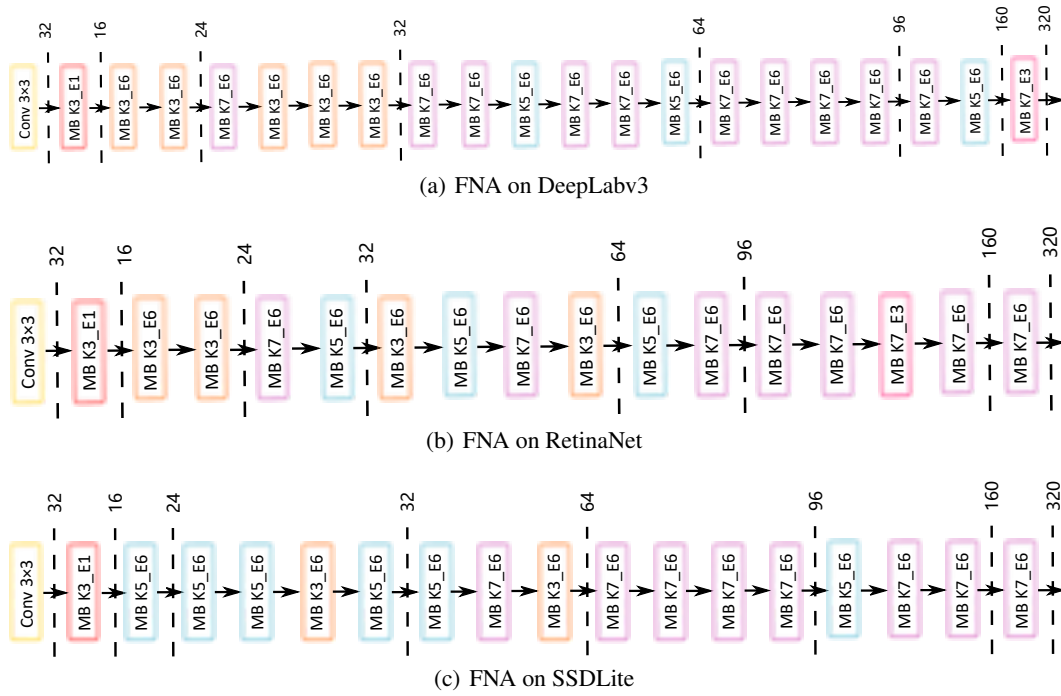 32 16 24 32 64 96 160 320
Conv 3×3 MB K3_E1 MB K3_E6 MB K3_E6 MB K7_E6 MB K3_E6 MB K3_E6 MB K3_E6 MB K7_E6 MB K7_E6 MB K5_E6 MB K7_E6 MB K7_E6 MB K5_E6 MB K7_E6 MB K7_E6 MB K7_E6 MB K7_E6 MB K7_E6 MB K5_E6 MB K7_E3
(a) FNA on DeepLabv3
32 16 24 32 64 96 160 320
Conv 3×3 MB K3_E1 MB K3_E6 MB K3_E6 MB K7_E6 MB K5_E6 MB K3_E6 MB K5_E6 MB K7_E6 MB K3_E6 MB K5_E6 MB K7_E6 MB K7_E6 MB K7_E6 MB K7_E3 MB K7_E6 MB K7_E6
(b) FNA on RetinaNet
32 16 24 32 64 96 160 320
Conv 3×3 MB K3_E1 MB K5_E6 MB K5_E6 MB K5_E6 MB K3_E6 MB K5_E6 MB K5_E6 MB K7_E6 MB K3_E6 MB K7_E6 MB K7_E6 MB K7_E6 MB K7_E6 MB K5_E6 MB K7_E6 MB K7_E6 MB K7_E6
(c) FNA on SSDLite